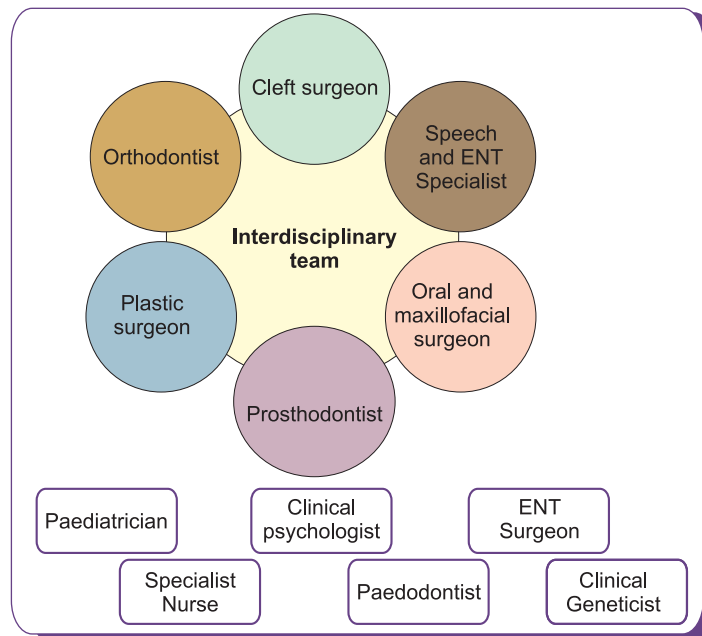 Cleft surgeon
Orthodontist
Speech
and ENT
Specialist
Interdisciplinary
team
Plastic
surgeon
Oral and
maxillofacial
surgeon
Prosthodontist
Paediatrician
Clinical
psychologist
ENT
Surgeon
Specialist
Nurse
Paedodontist
Clinical
Geneticist